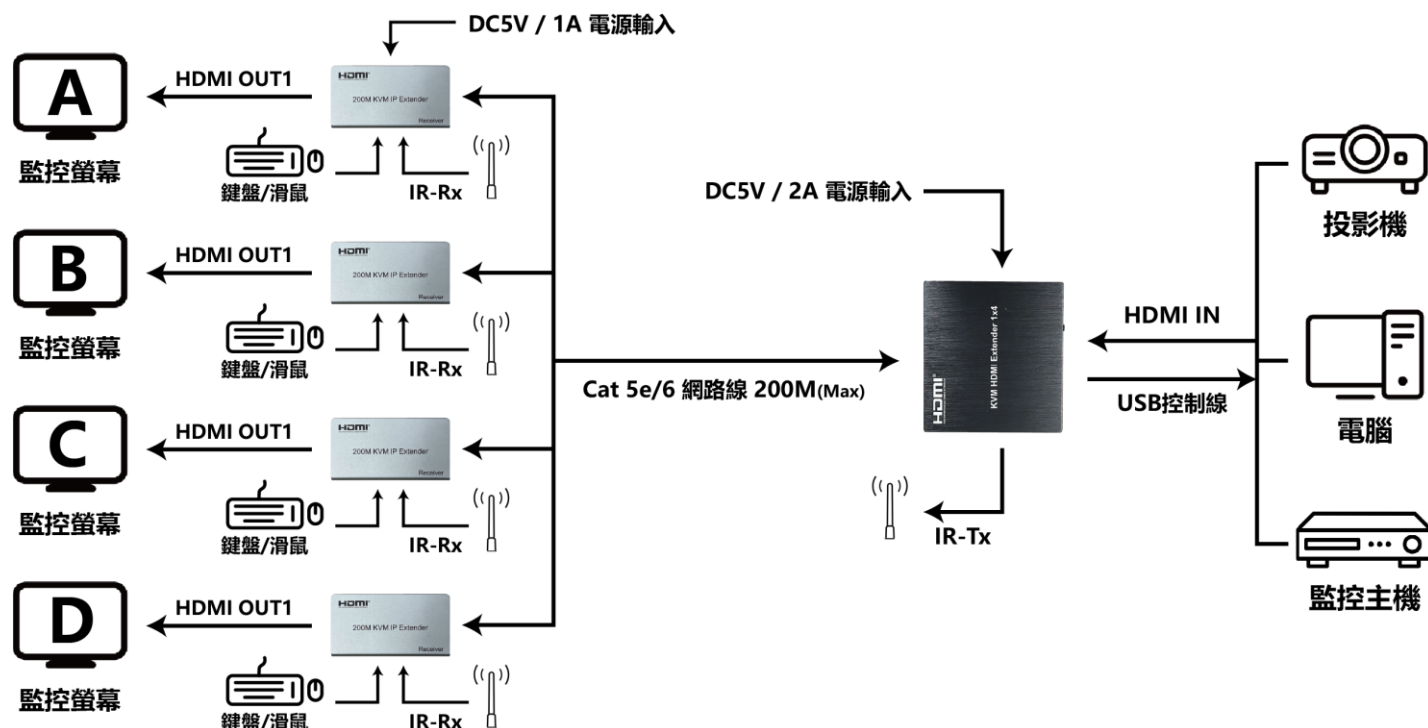 DC5V / 1A 電源輸入
A
監控螢幕
HDMI OUT1
HDMI
200M KVM IP Extender
Receiver
鍵盤/滑鼠
IR-Rx
B
監控螢幕
HDMI OUT1
HDMI
200M KVM IP Extender
Receiver
鍵盤/滑鼠
IR-Rx
C
監控螢幕
HDMI OUT1
HDMI
200M KVM IP Extender
Receiver
鍵盤/滑鼠
IR-Rx
D
監控螢幕
HDMI OUT1
HDMI
200M KVM IP Extender
Receiver
鍵盤/滑鼠
IR-Rx
Cat 5e/6 網路線 200M(Max)
DC5V / 2A 電源輸入
HDMI
KVM HDMI Extender 1x4
IR-Tx
HDMI IN
USB控制線
投影機
電腦
監控主機